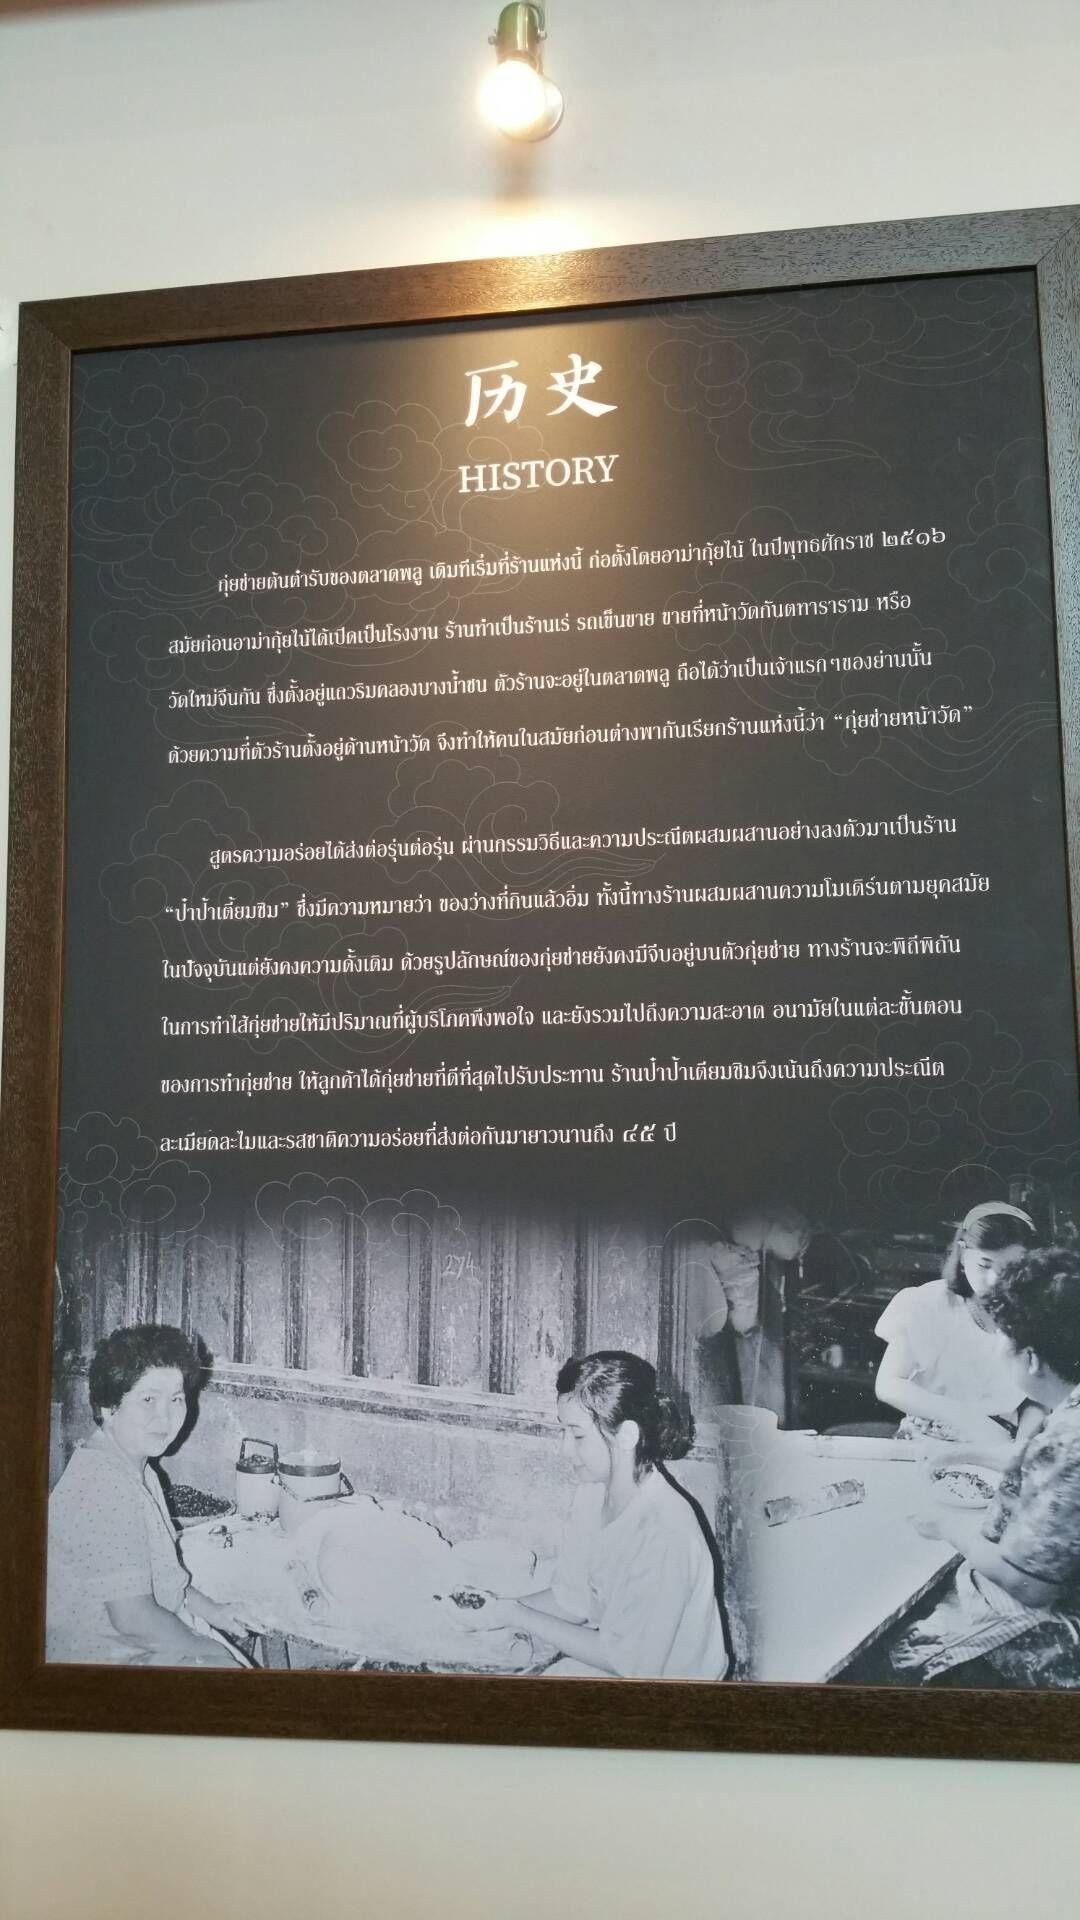 历史
HISTORY
กุ่ยช่ายต้นตำรับของตลาดพลู เดิมทีเริ่มที่ร้านแห่งนี้ ก่อตั้งโดยอาม่ากุ้ยไน้ ในปีพุทธศักราช ๒๕๑๖
สมัยก่อนอาม่ากุ้ยไน้ได้เปิดเป็นโรงงาน ร้านทำเป็นร้านเร่ รถเข็นขาย ขายที่หน้าวัดกันตทาราราม หรือ
วัดใหม่จีนกัน ซึ่งตั้งอยู่แถวริมคลองบางน้ำชน ตัวร้านจะอยู่ในตลาดพลู ถือได้ว่าเป็นเจ้าแรกๆของย่านนั้น
ด้วยความที่ตัวร้านตั้งอยู่ด้านหน้าวัด จึงทำให้คนในสมัยก่อนต่างพากันเรียกร้านแห่งนี้ว่า “กุ่ยช่ายหน้าวัด”
สูตรความอร่อยได้ส่งต่อรุ่นต่อรุ่น ผ่านกรรมวิธีและความประณีตผสมผสานอย่างลงตัวมาเป็นร้าน
“ป๋าป้าเตี้ยมซิม” ซึ่งมีความหมายว่า ของว่างที่กินแล้วอิ่ม ทั้งนี้ทางร้านผสมผสานความโมเดิร์นตามยุคสมัย
ในปัจจุบันแต่ยังคงความดั้งเดิม ด้วยรูปลักษณ์ของกุ่ยช่ายยังคงมีจีบอยู่บนตัวกุ่ยช่าย ทางร้านจะพิถีพิถัน
ในการทำไส้กุ่ยช่ายให้มีปริมาณที่ผู้บริโภคพึงพอใจ และยังรวมไปถึงความสะอาด อนามัยในแต่ละขั้นตอน
ของการทำกุ่ยช่าย ให้ลูกค้าได้กุ่ยช่ายที่ดีที่สุดไปรับประทาน ร้านป๋าป้าเตียมซิมจึงเน้นถึงความประณีต
ละเมียดละไมและรสชาติความอร่อยที่ส่งต่อกันมายาวนานถึง ๔๕ ปี
274